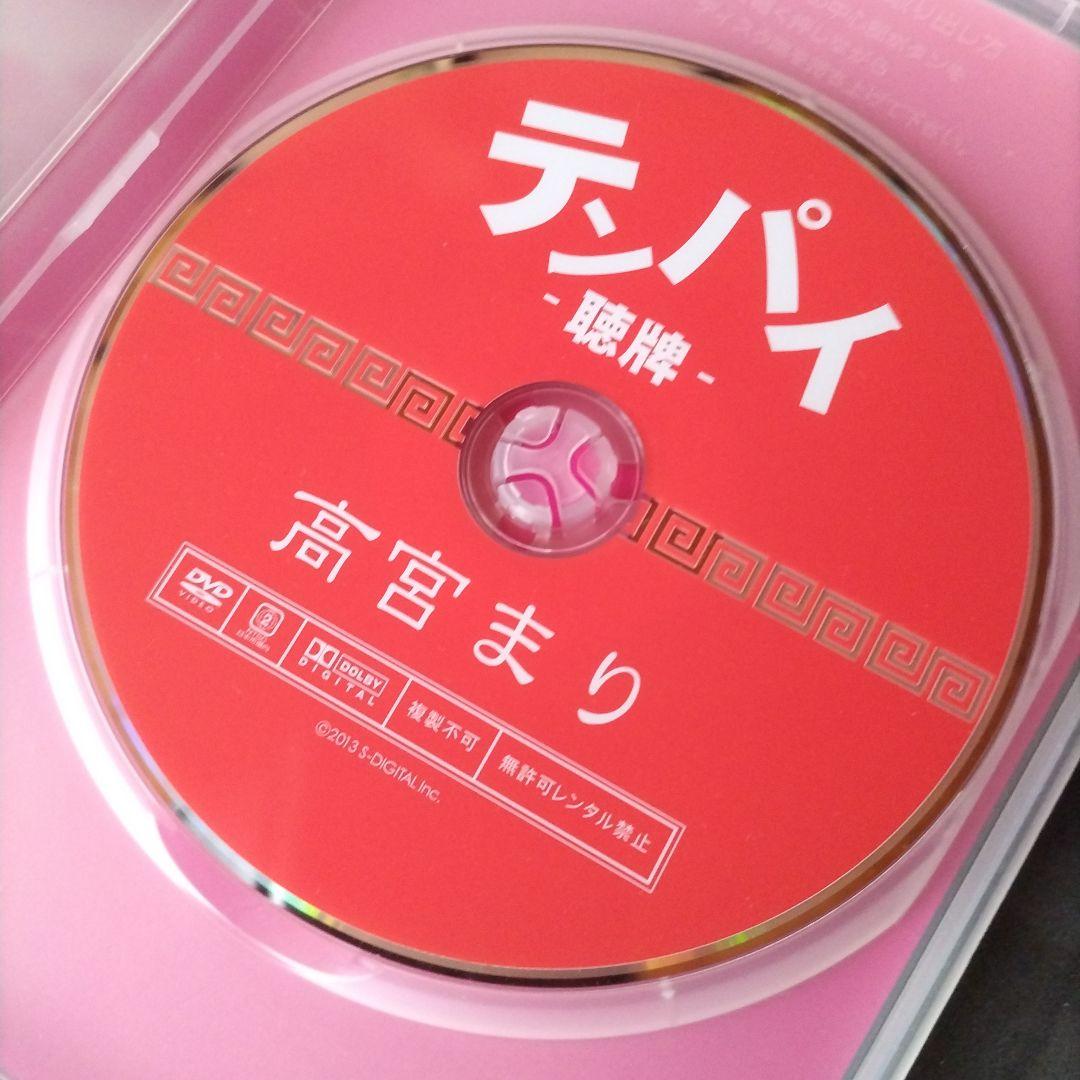 テンパイ
-聴牌-
高宮まり
DVD
VIDEO
2
DOLBY
DIGITAL
複製不可
無許可レンタル禁止
©2013 S-DIGITAL Inc.